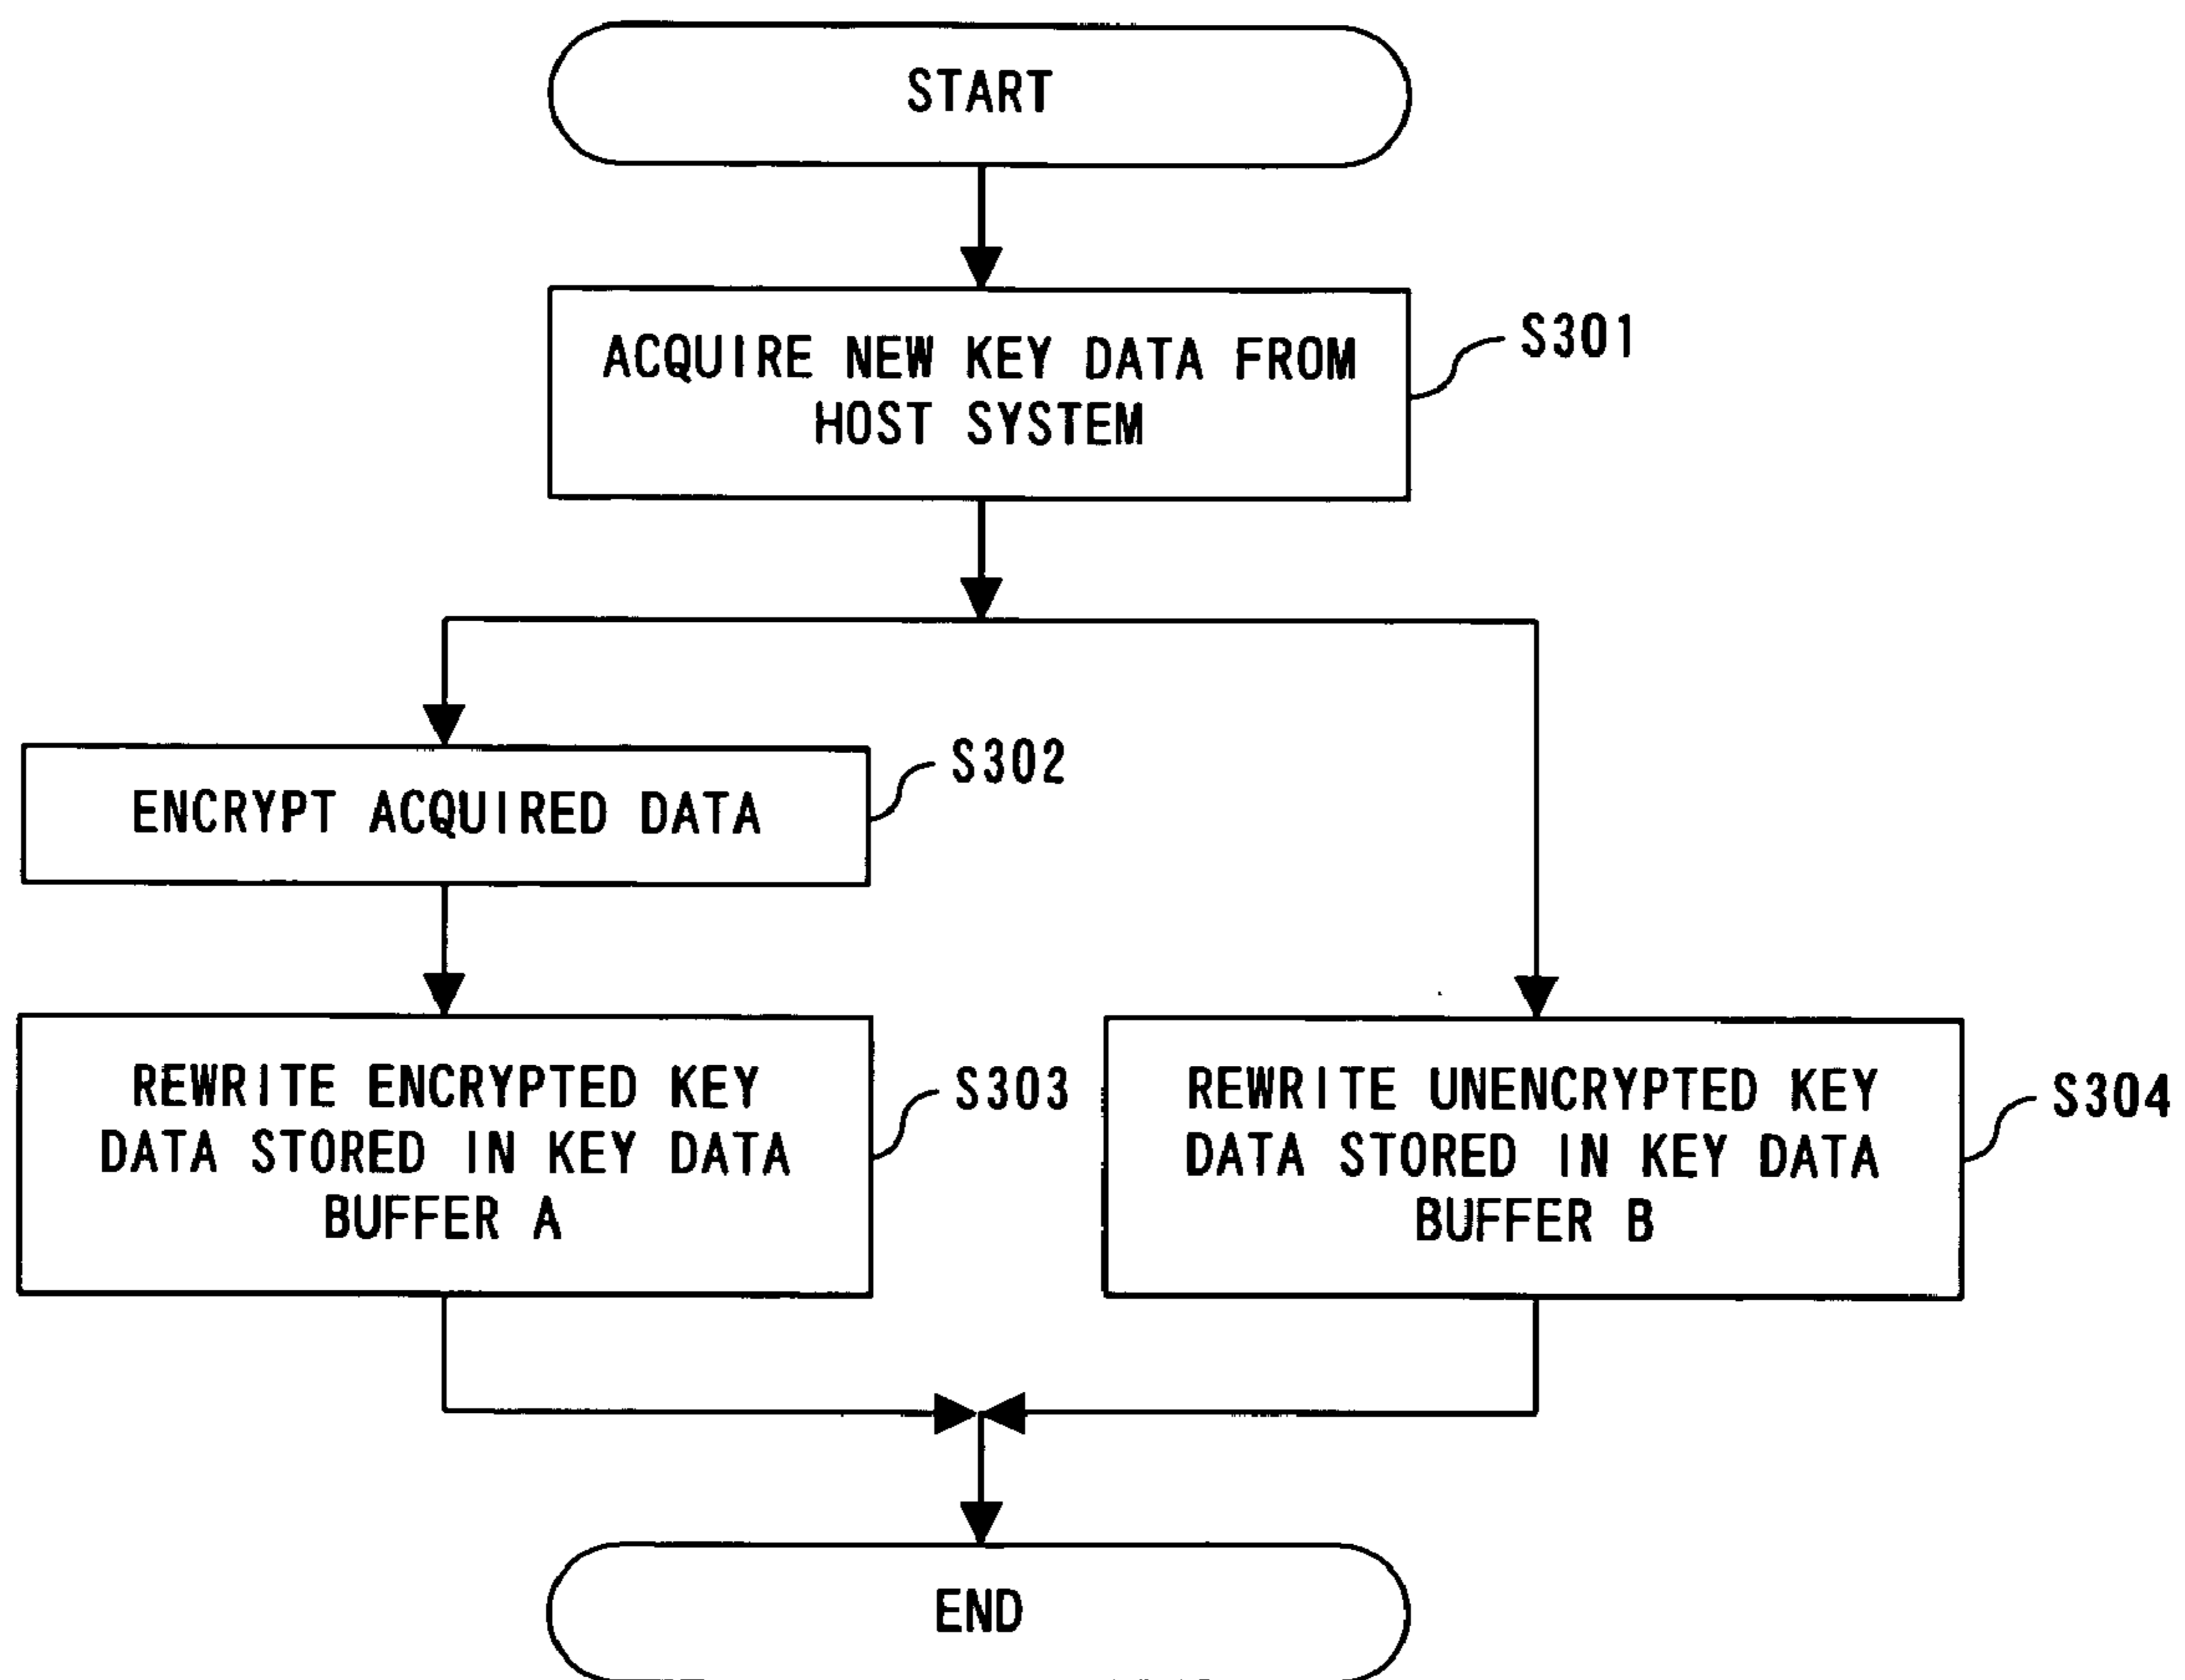 START
ACQUIRE NEW KEY DATA FROM
HOST SYSTEM
S301
ENCRYPT ACQUIRED DATA
S302
REWRITE ENCRYPTED KEY
DATA STORED IN KEY DATA
BUFFER A
S303
REWRITE UNENCRYPTED KEY
DATA STORED IN KEY DATA
BUFFER B
S304
END